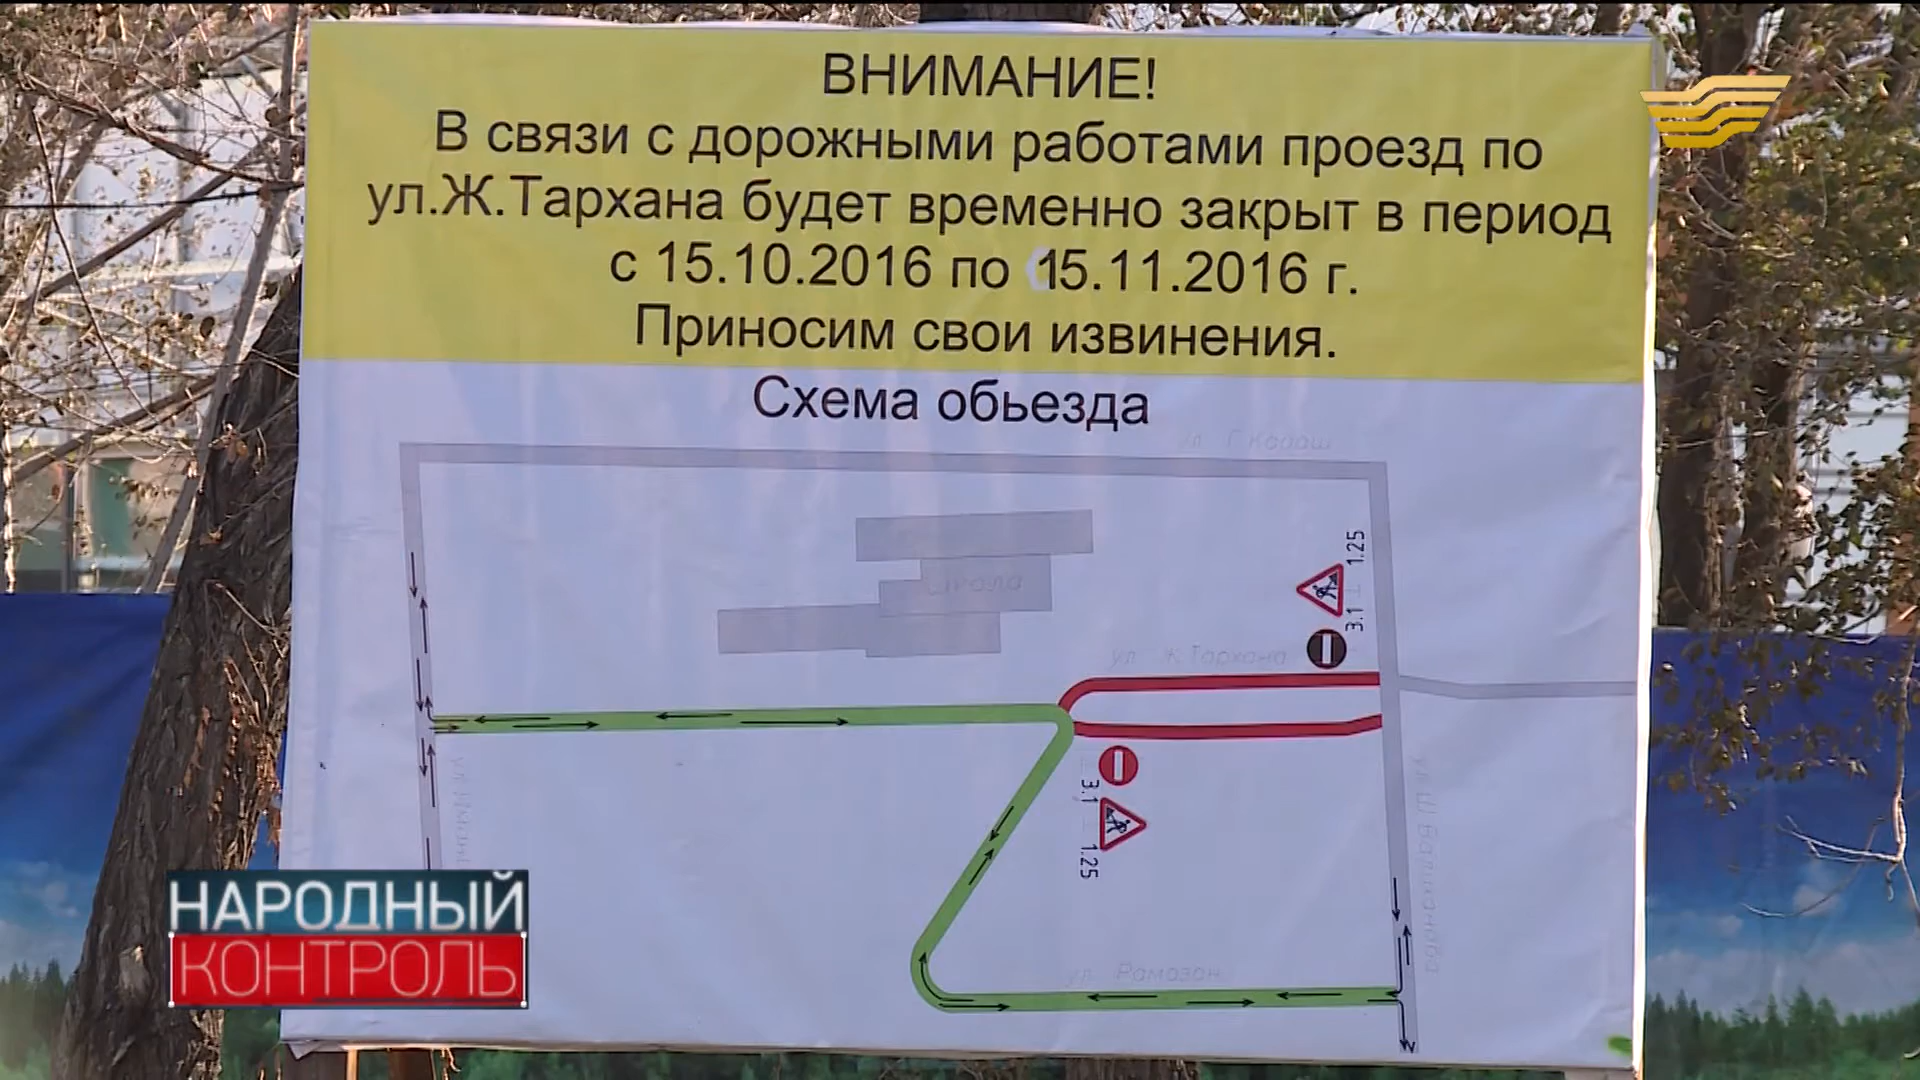 ВНИМАНИЕ!
В связи с дорожными работами проезд по
ул.Ж.Тархана будет временно закрыт в период
с 15.10.2016 по 15.11.2016 г.
Приносим свои извинения.
Схема обьезда
ул
Школа
1.25
3.1
ул Ж.Тархана
3.1
1.25
ул Рамазон
НАРОДНЫЙ
КОНТРОЛЬ